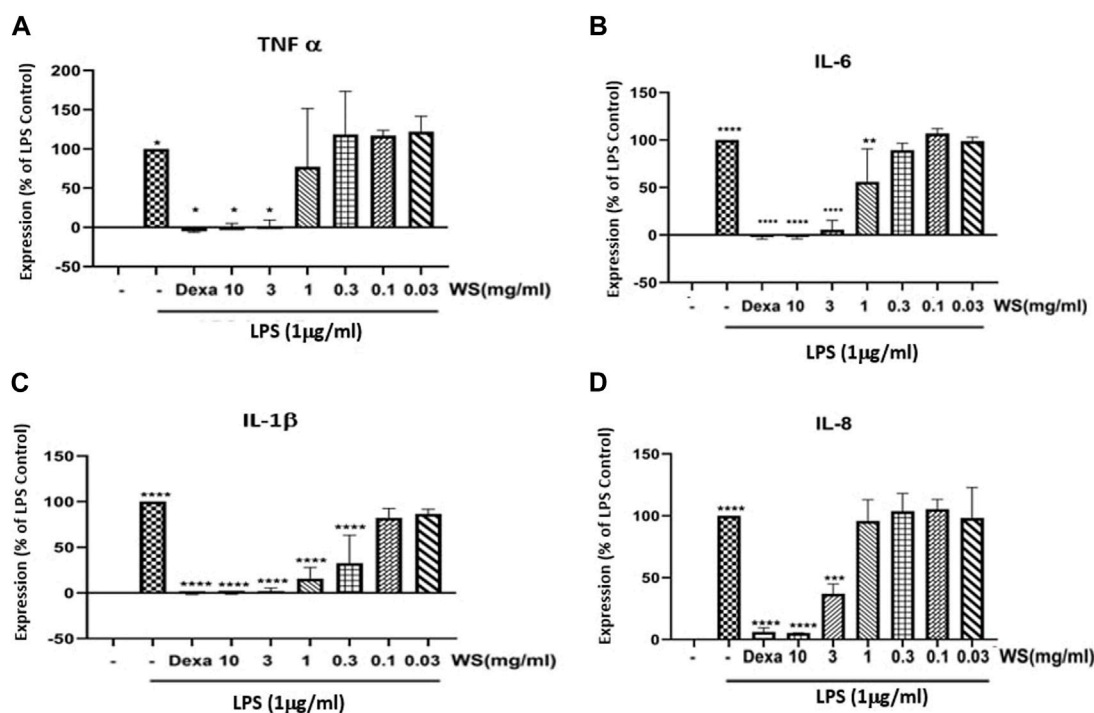 A
TNF α
Expression (% of LPS Control)
200
150
100
50
0
-50
*
* * *
- - Dexa 10 3 1 0.3 0.1 0.03 WS(mg/ml)
LPS (1µg/ml)
B
IL-6
Expression (% of LPS Control)
150
100
50
0
-50
****
**
**** **** ****
- - Dexa 10 3 1 0.3 0.1 0.03 WS(mg/ml)
LPS (1µg/ml)
C
IL-1β
Expression (% of LPS Control)
150
100
50
0
-50
****
**** **** **** **** ****
- - Dexa 10 3 1 0.3 0.1 0.03 WS(mg/ml)
LPS (1µg/ml)
D
IL-8
Expression (% of LPS Control)
150
100
50
0
****
**** **** ***
- - Dexa 10 3 1 0.3 0.1 0.03 WS(mg/ml)
LPS (1µg/ml)